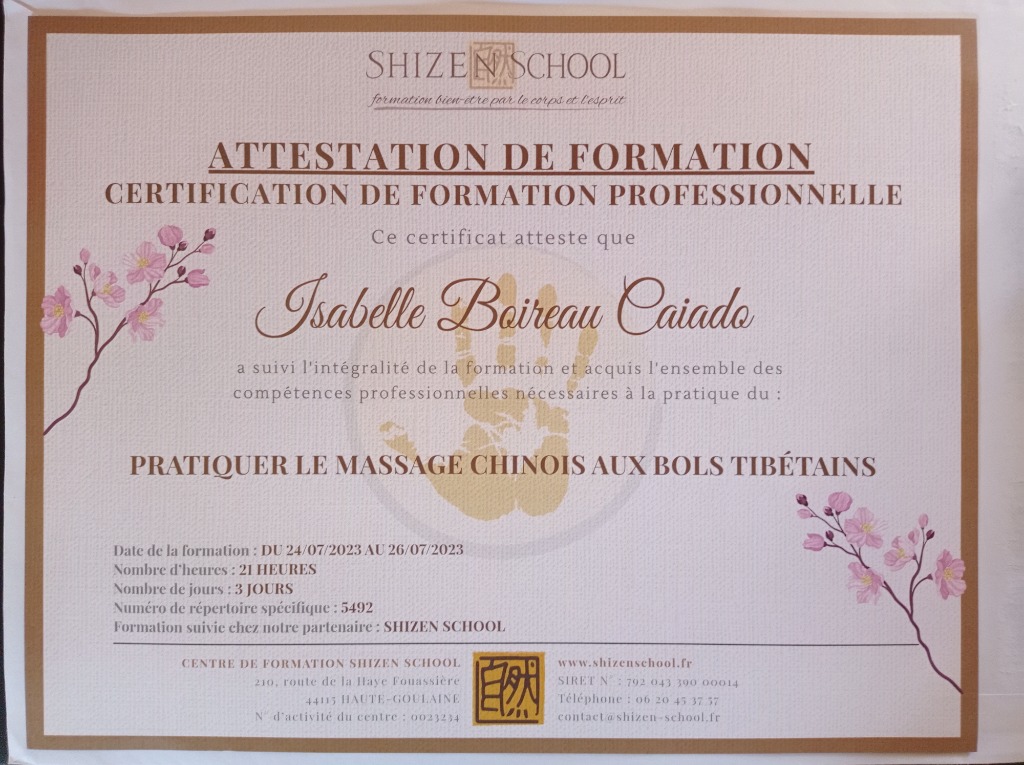 SHIZEN SCHOOL
自然
formation bien-etre par le corps et l'esprit
ATTESTATION DE FORMATION
CERTIFICATION DE FORMATION PROFESSIONNELLE
Ce certificat atteste que
Isabelle Boireau Caiado
a suivi l'intégralité de la formation et acquis l'ensemble des
compétences professionnelles nécessaires à la pratique du :
PRATIQUER LE MASSAGE CHINOIS AUX BOLS TIBÉTAINS
Date de la formation : DU 24/07/2023 AU 26/07/2023
Nombre d'heures : 21 HEURES
Nombre de jours : 3 JOURS
Numéro de répertoire spécifique : 5492
Formation suivie chez notre partenaire : SHIZEN SCHOOL
CENTRE DE FORMATION SHIZEN SCHOOL
210, route de la Haye Fouassière
44115 HAUTE-GOULAINE
N° d'activité du centre : 0023234
自然
www.shizenschool.fr
SIRET N° : 792 043 390 00014
Téléphone : 06 20 45 37 57
contact@shizen-school.fr